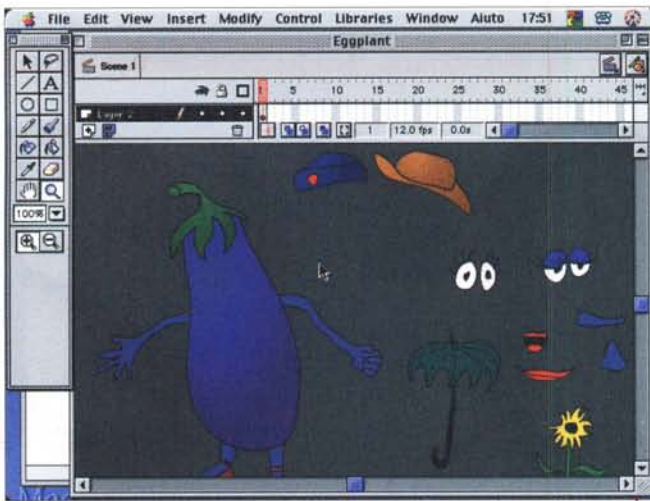 File Edit View Insert Modify Control Libraries Window Aiuto 17:51
Eggplant
Scene 1
1 5 10 15 20 25 30 35 40 45
Layer 2
1 12.0 fps 0.0s
A
100%